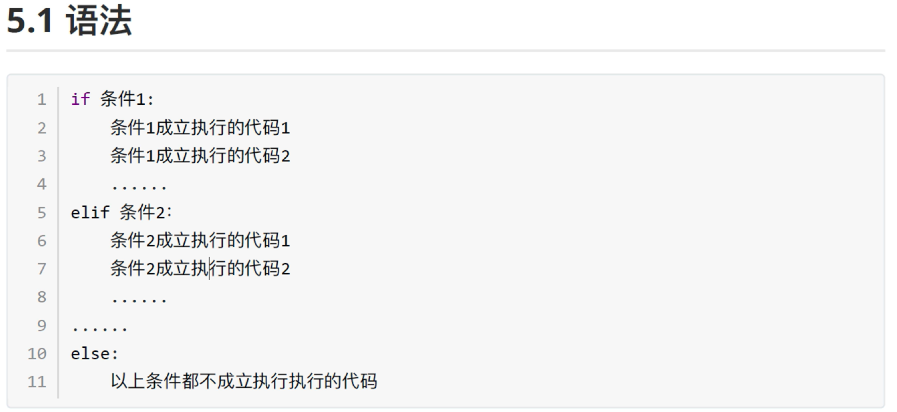 5.1 语法
1 if 条件1:
2     条件1成立执行的代码1
3     条件1成立执行的代码2
4     ......
5 elif 条件2：
6     条件2成立执行的代码1
7     条件2成立执行的代码2
8     ......
9 ......
10 else:
11     以上条件都不成立执行执行的代码